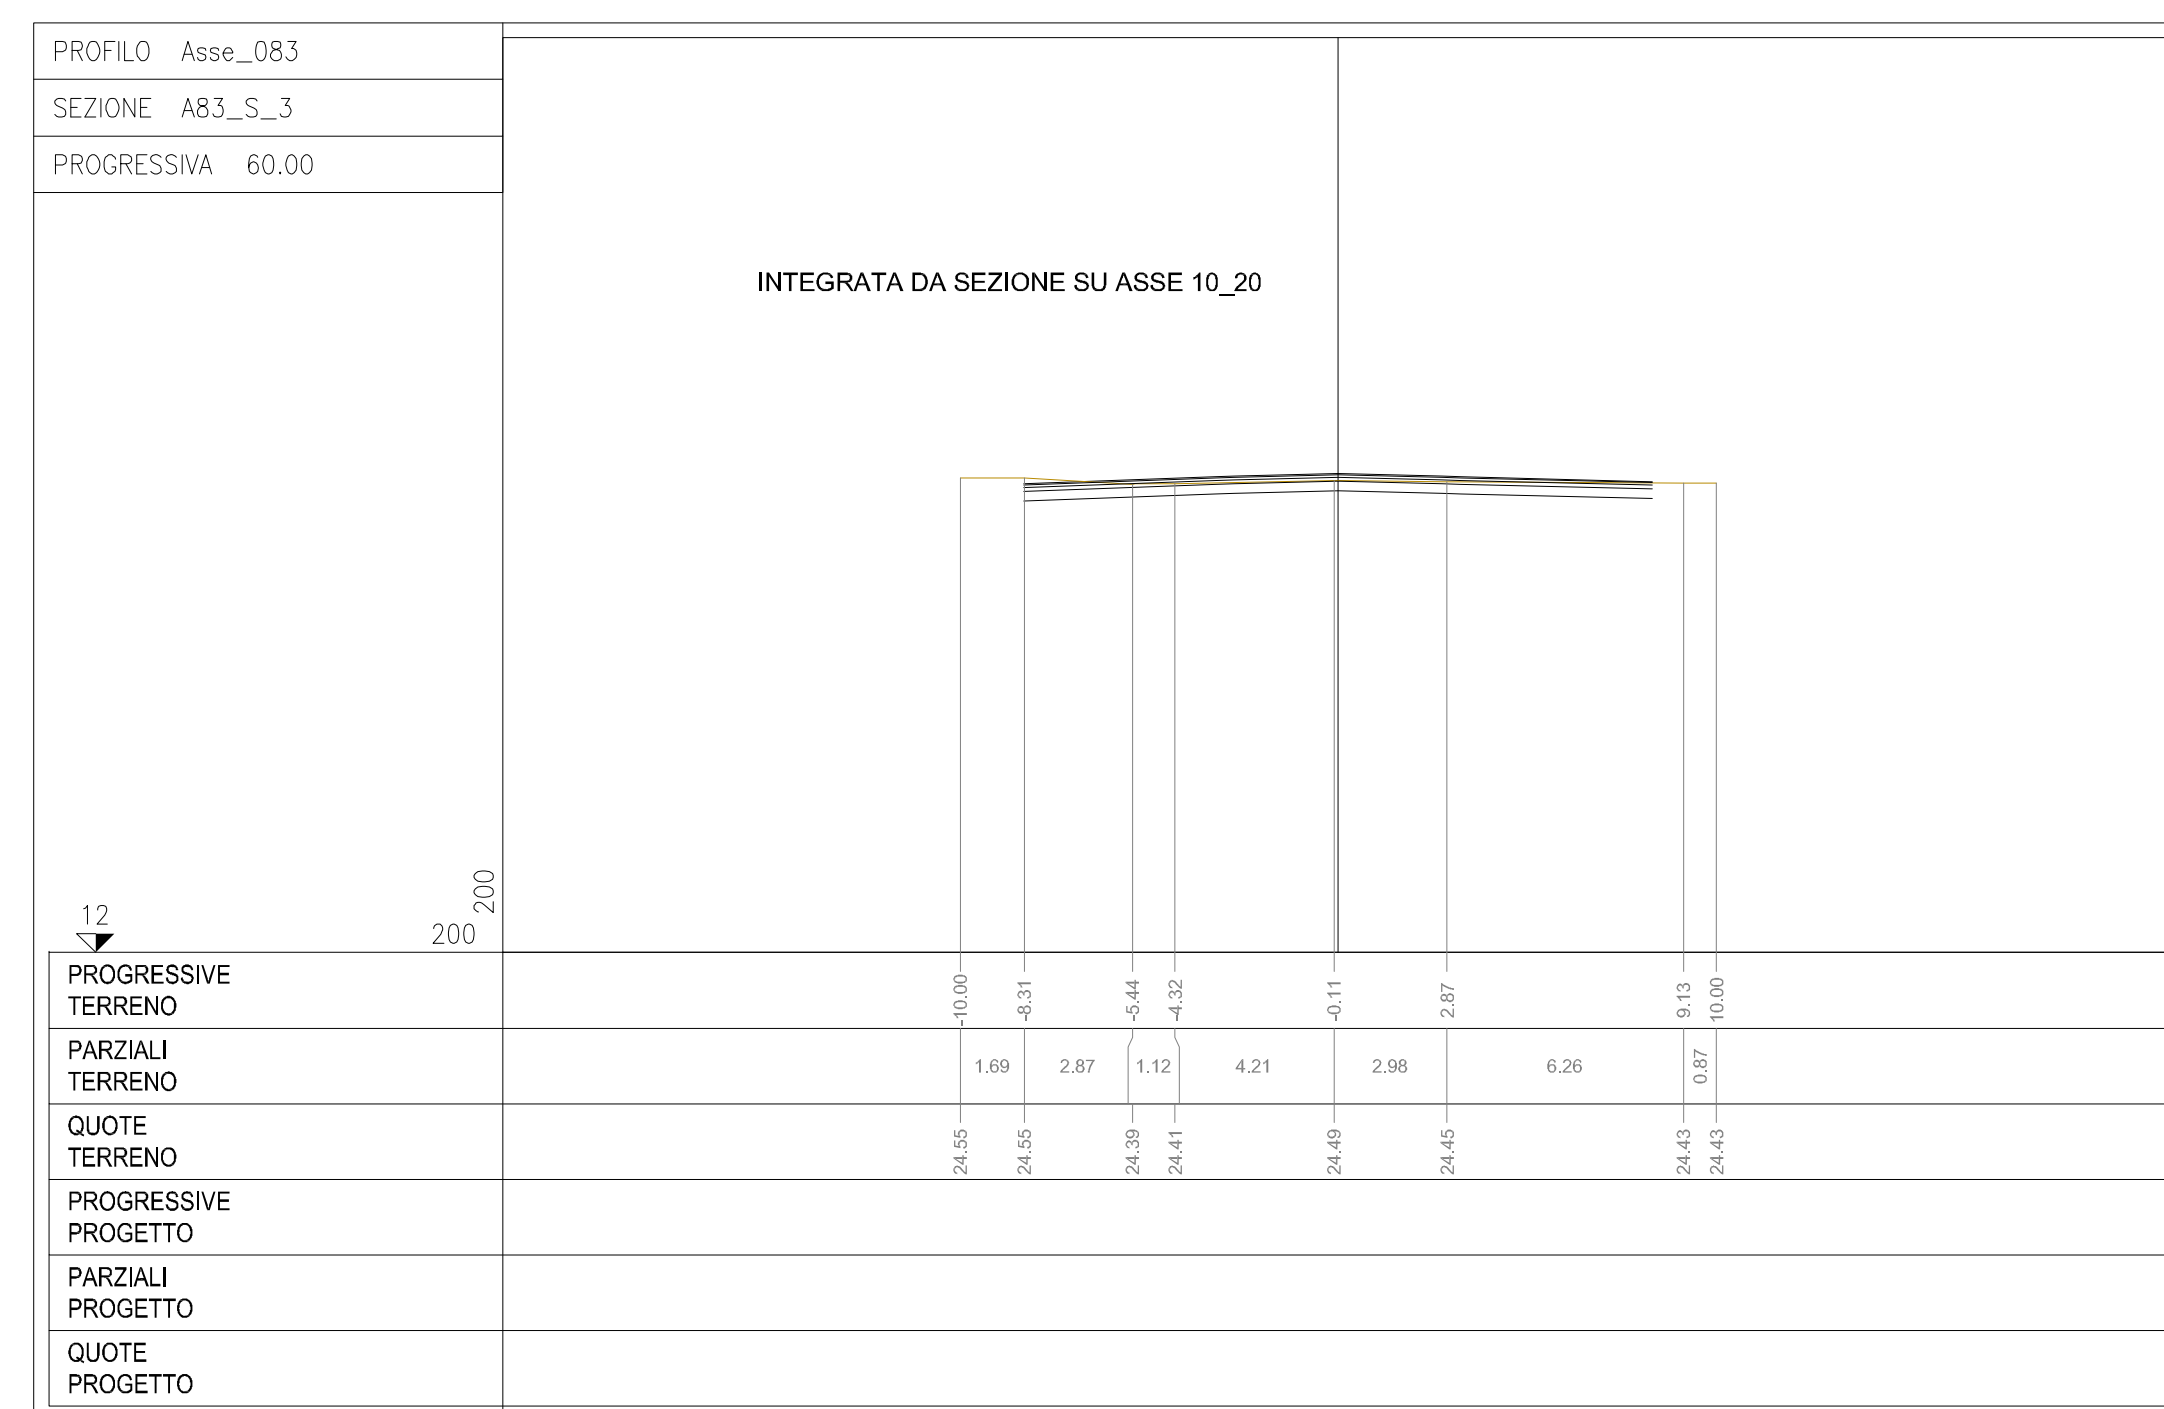 PROFILO Asse_083
SEZIONE A83_S_3
PROGRESSIVA 60.00
INTEGRATA DA SEZIONE SU ASSE 10_20
12
200
200
PROGRESSIVE
TERRENO
-10.00 -8.31 -5.44 -4.32 -0.11 2.87 9.13 10.00
PARZIALI
TERRENO
1.69 2.87 1.12 4.21 2.98 6.26 0.87
QUOTE
TERRENO
24.55 24.55 24.39 24.41 24.49 24.45 24.43 24.43
PROGRESSIVE
PROGETTO
PARZIALI
PROGETTO
QUOTE
PROGETTO